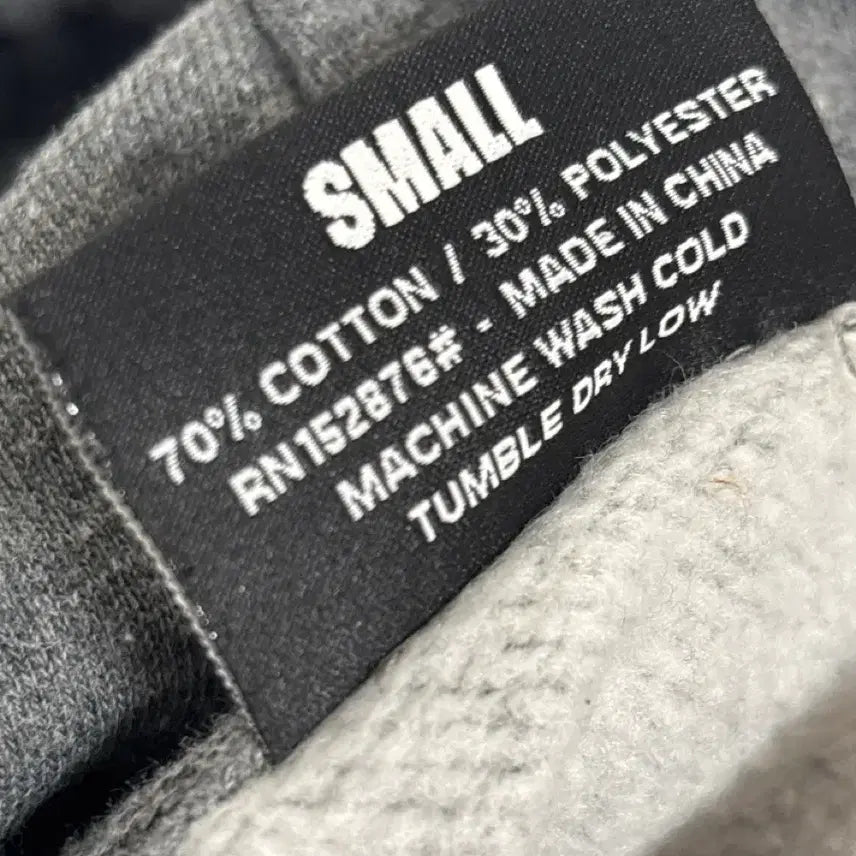 SMALL
70% COTTON / 30% POLYESTER
RN152876# - MADE IN CHINA
MACHINE WASH COLD
TUMBLE DRY LOW